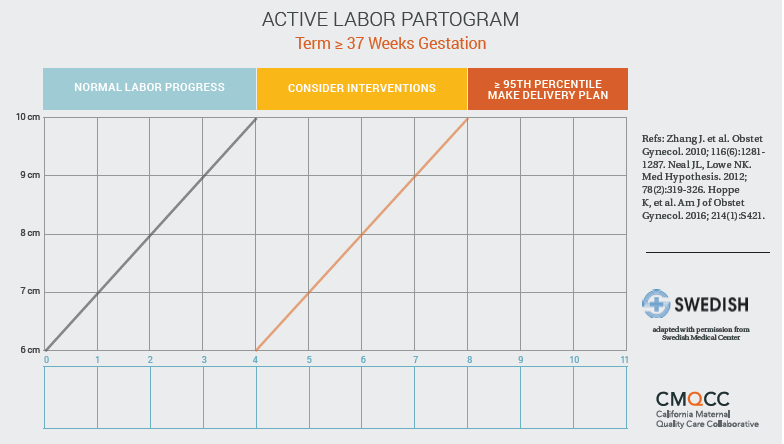 ACTIVE LABOR PARTOGRAM
Term ≥ 37 Weeks Gestation
NORMAL LABOR PROGRESS
CONSIDER INTERVENTIONS
≥ 95TH PERCENTILE
MAKE DELIVERY PLAN
10 cm
9 cm
8 cm
7 cm
6 cm
0 1 2 3 4 5 6 7 8 9 10 11
Refs: Zhang J. et al. Obstet
Gynecol. 2010; 116(6):1281-
1287. Neal JL, Lowe NK.
Med Hypothesis. 2012;
78(2):319-326. Hoppe
K, et al. Am J of Obstet
Gynecol. 2016; 214(1):S421.
SWEDISH
adapted with permission from
Swedish Medical Center
CMQCC
California Maternal
Quality Care Collaborative